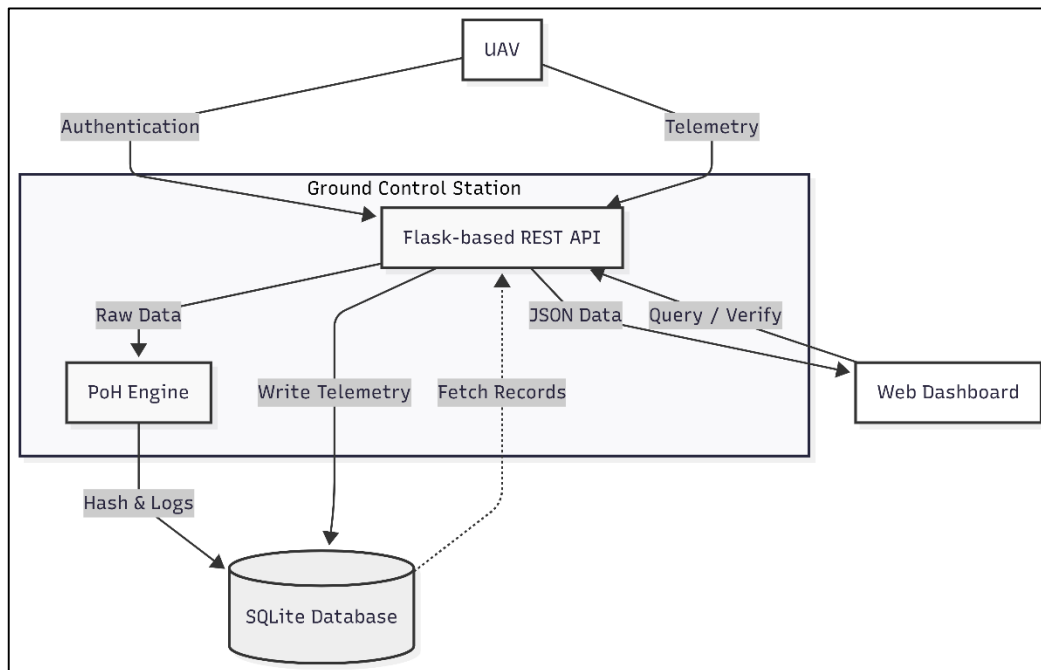 UAV
Authentication
Telemetry
Ground Control Station
Flask-based REST API
Raw Data
JSON Data
Query / Verify
PoH Engine
Write Telemetry
Fetch Records
Web Dashboard
Hash & Logs
SQLite Database